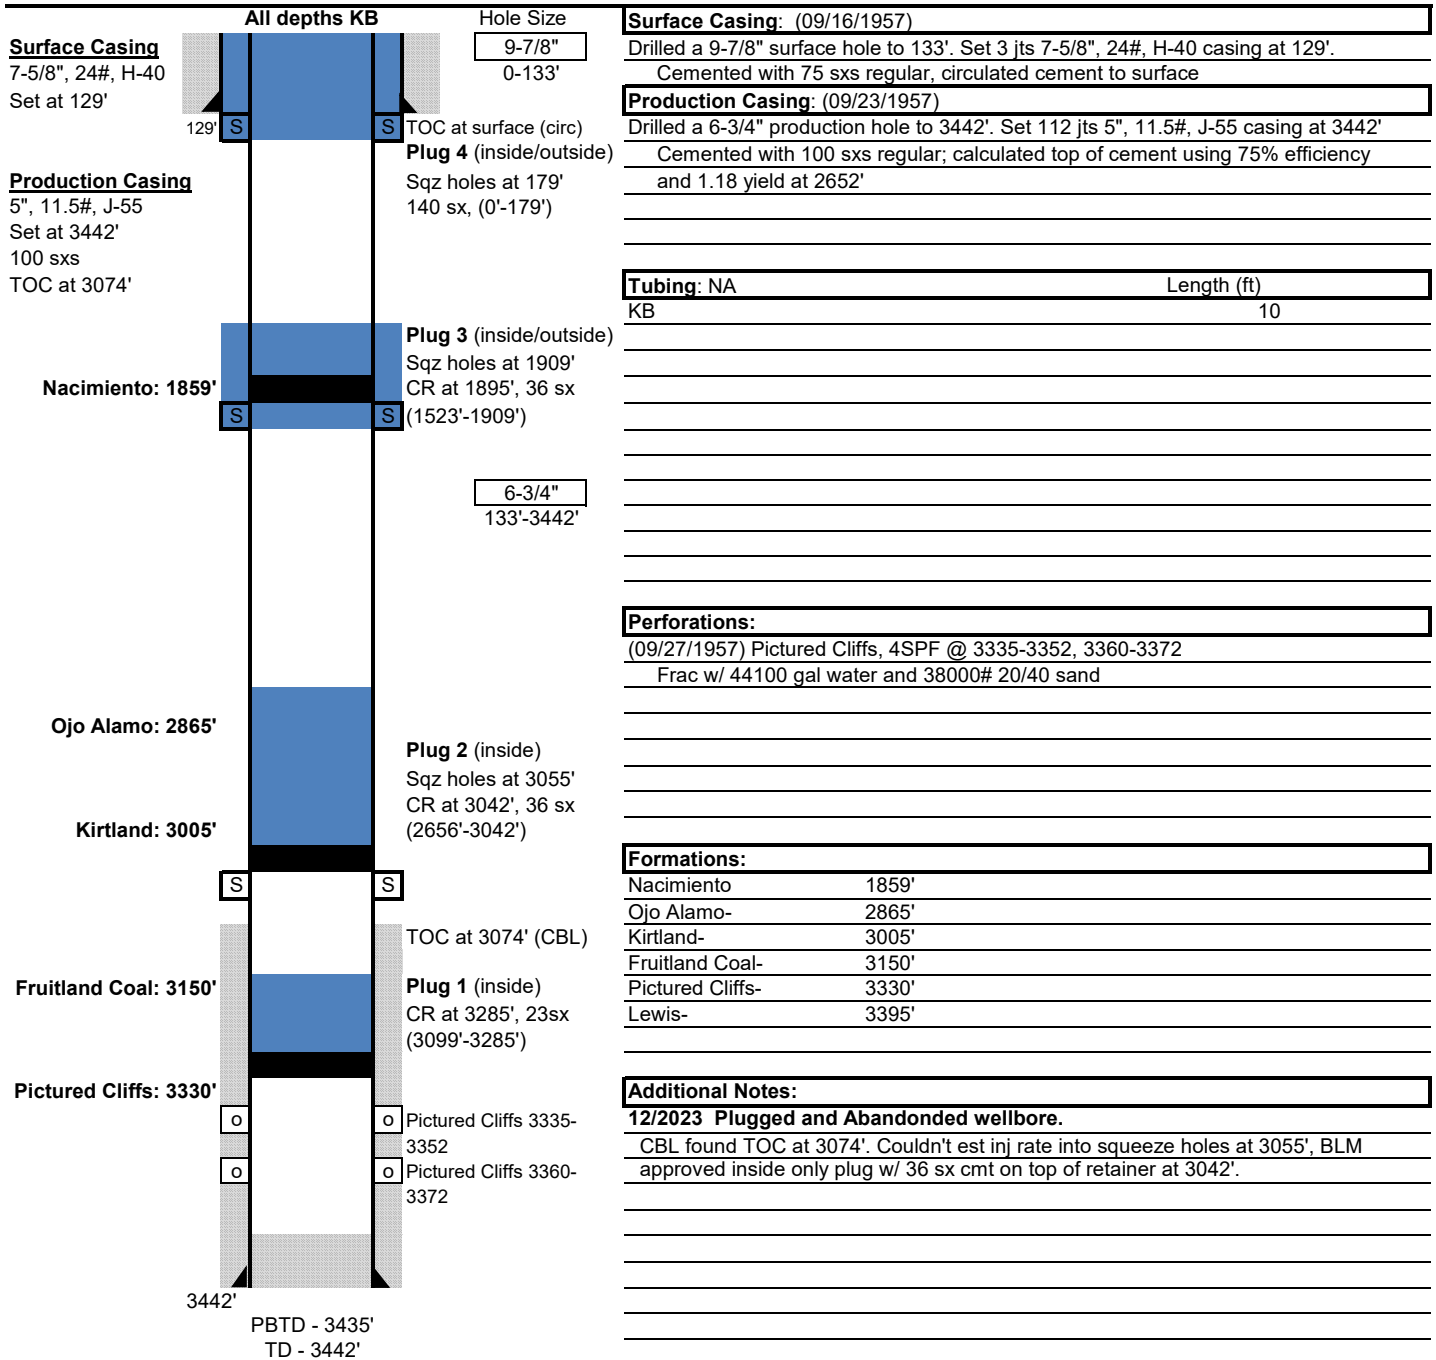 All depths KB
Hole Size
Surface Casing
7-5/8", 24#, H-40
Set at 129'
9-7/8"
0-133'
129'
S
S
TOC at surface (circ)
Plug 4 (inside/outside)
Sqz holes at 179'
140 sx, (0'-179')
Production Casing
5", 11.5#, J-55
Set at 3442'
100 sxs
TOC at 3074'
Plug 3 (inside/outside)
Sqz holes at 1909'
Nacimiento: 1859'
CR at 1895', 36 sx
S
S
(1523'-1909')
6-3/4"
133'-3442'
Ojo Alamo: 2865'
Plug 2 (inside)
Sqz holes at 3055'
CR at 3042', 36 sx
Kirtland: 3005'
(2656'-3042')
S
S
TOC at 3074' (CBL)
Fruitland Coal: 3150'
Plug 1 (inside)
CR at 3285', 23sx
(3099'-3285')
Pictured Cliffs: 3330'
o
o
Pictured Cliffs 3335-
3352
o
o
Pictured Cliffs 3360-
3372
3442'
PBTD - 3435'
TD - 3442'
Surface Casing: (09/16/1957)
Drilled a 9-7/8" surface hole to 133'. Set 3 jts 7-5/8", 24#, H-40 casing at 129'.
Cemented with 75 sxs regular, circulated cement to surface
Production Casing: (09/23/1957)
Drilled a 6-3/4" production hole to 3442'. Set 112 jts 5", 11.5#, J-55 casing at 3442'
Cemented with 100 sxs regular; calculated top of cement using 75% efficiency
and 1.18 yield at 2652'
Tubing: NA Length (ft)
KB 10
Perforations:
(09/27/1957) Pictured Cliffs, 4SPF @ 3335-3352, 3360-3372
Frac w/ 44100 gal water and 38000# 20/40 sand
Formations:
Nacimiento 1859'
Ojo Alamo- 2865'
Kirtland- 3005'
Fruitland Coal- 3150'
Pictured Cliffs- 3330'
Lewis- 3395'
Additional Notes:
12/2023 Plugged and Abandonded wellbore.
CBL found TOC at 3074'. Couldn't est inj rate into squeeze holes at 3055', BLM
approved inside only plug w/ 36 sx cmt on top of retainer at 3042'.